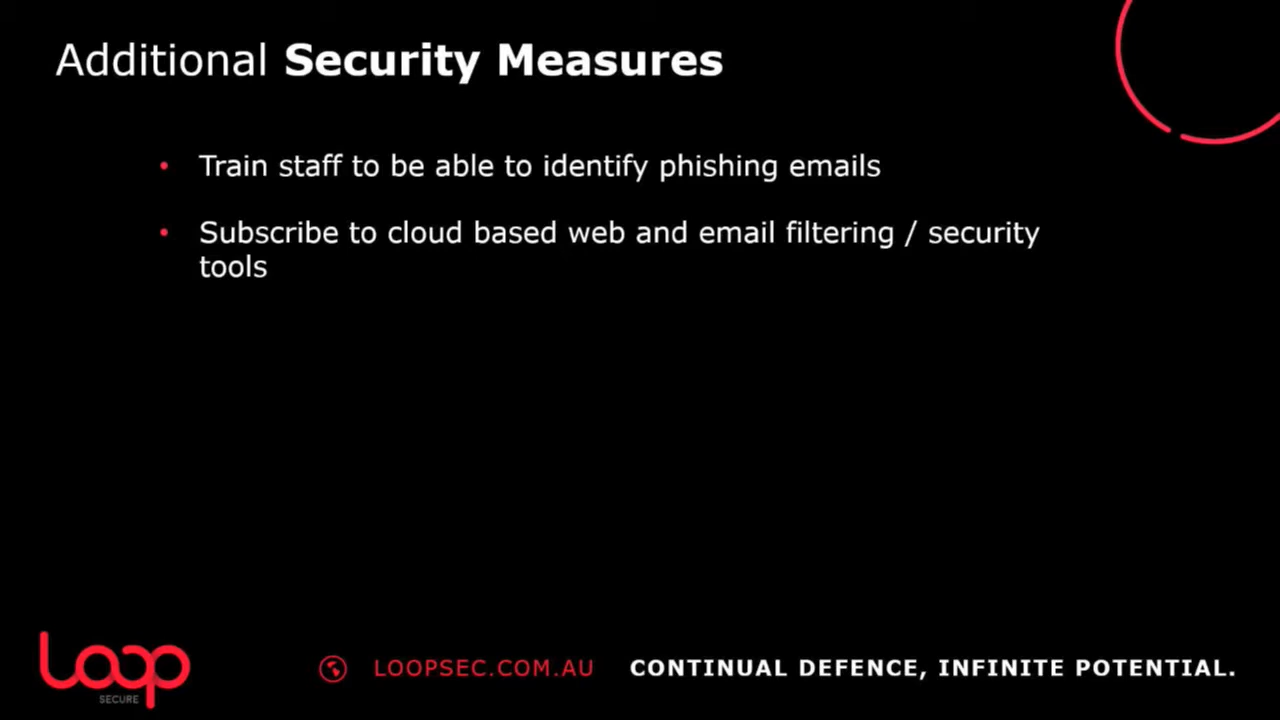 Additional Security Measures
• Train staff to be able to identify phishing emails
• Subscribe to cloud based web and email filtering / security
tools
Loop
SECURE
LOOPSEC.COM.AU
CONTINUAL DEFENCE, INFINITE POTENTIAL.